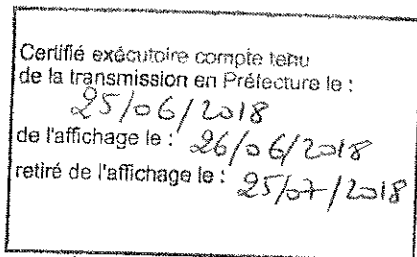 Certifié exécutoire compte tenu
de la transmission en Préfecture le :
25/06/2018
de l'affichage le : 26/06/2018
retiré de l'affichage le : 25/07/2018